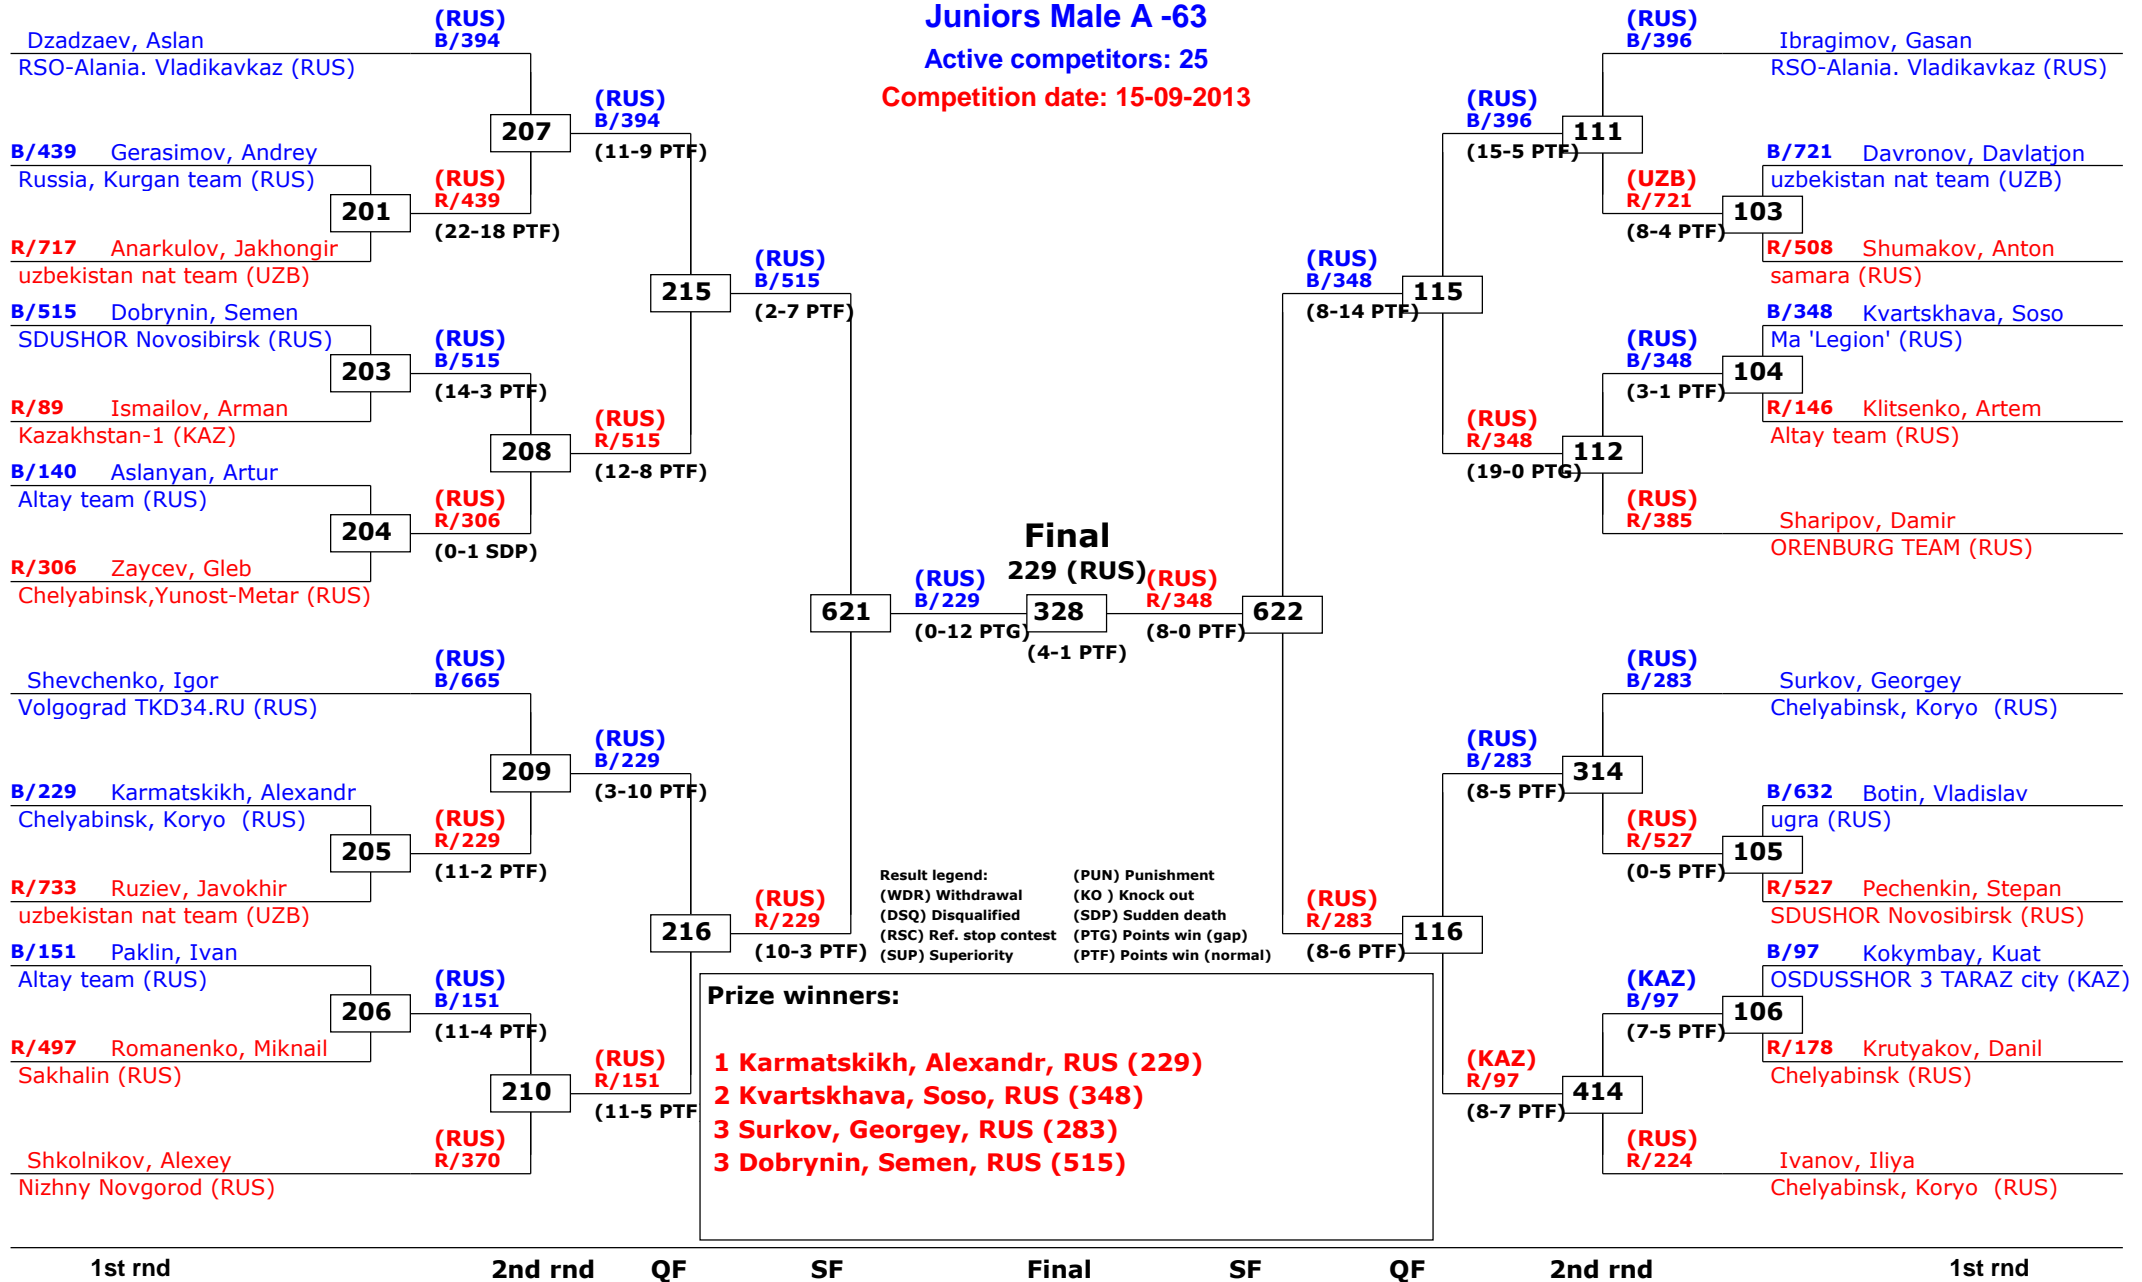 Juniors Male A -63
Active competitors: 25
Competition date: 15-09-2013
Dzadzaev, Aslan
RSO-Alania. Vladikavkaz (RUS)
(RUS)
B/394
B/439 Gerasimov, Andrey
Russia, Kurgan team (RUS)
201
R/717 Anarkulov, Jakhongir
uzbekistan nat team (UZB)
(RUS)
R/439
(22-18 PTF)
207
(RUS)
B/394
(11-9 PTF)
B/515 Dobrynin, Semen
SDUSHOR Novosibirsk (RUS)
203
R/89 Ismailov, Arman
Kazakhstan-1 (KAZ)
(RUS)
B/515
(14-3 PTF)
208
(RUS)
R/515
(12-8 PTF)
B/140 Aslanyan, Artur
Altay team (RUS)
204
R/306 Zaycev, Gleb
Chelyabinsk,Yunost-Metar (RUS)
(RUS)
R/306
(0-1 SDP)
215
(RUS)
B/515
(2-7 PTF)
Shevchenko, Igor
Volgograd TKD34.RU (RUS)
(RUS)
B/665
B/229 Karmatskikh, Alexandr
Chelyabinsk, Koryo (RUS)
205
R/733 Ruziev, Javokhir
uzbekistan nat team (UZB)
(RUS)
R/229
(11-2 PTF)
209
(RUS)
B/229
(3-10 PTF)
B/151 Paklin, Ivan
Altay team (RUS)
206
R/497 Romanenko, Miknail
Sakhalin (RUS)
(RUS)
B/151
(11-4 PTF)
210
(RUS)
R/151
(11-5 PTF
Shkolnikov, Alexey
Nizhny Novgorod (RUS)
(RUS)
R/370
216
(RUS)
R/229
(10-3 PTF)
621
(RUS)
B/229
(0-12 PTG)
Final
229 (RUS)
328
(4-1 PTF)
(RUS)
R/348
(8-0 PTF)
622
(RUS)
B/348
(8-14 PTF)
115
(RUS)
B/396
(15-5 PTF)
111
(RUS)
B/396
Ibragimov, Gasan
RSO-Alania. Vladikavkaz (RUS)
(UZB)
R/721
(8-4 PTF)
103
B/721 Davronov, Davlatjon
uzbekistan nat team (UZB)
R/508 Shumakov, Anton
samara (RUS)
(RUS)
R/348
(19-0 PTG)
112
(RUS)
B/348
(3-1 PTF)
104
B/348 Kvartskhava, Soso
Ma 'Legion' (RUS)
R/146 Klitsenko, Artem
Altay team (RUS)
(RUS)
R/385
Sharipov, Damir
ORENBURG TEAM (RUS)
(RUS)
R/283
(8-6 PTF)
116
(RUS)
B/283
(8-5 PTF)
314
(RUS)
B/283
Surkov, Georgey
Chelyabinsk, Koryo (RUS)
(RUS)
R/527
(0-5 PTF)
105
B/632 Botin, Vladislav
ugra (RUS)
R/527 Pechenkin, Stepan
SDUSHOR Novosibirsk (RUS)
(KAZ)
R/97
(8-7 PTF)
414
(KAZ)
B/97
(7-5 PTF)
106
B/97 Kokymbay, Kuat
OSDUSSHOR 3 TARAZ city (KAZ)
R/178 Krutyakov, Danil
Chelyabinsk (RUS)
(RUS)
R/224
Ivanov, Iliya
Chelyabinsk, Koryo (RUS)
Result legend: (PUN) Punishment
(WDR) Withdrawal (KO ) Knock out
(DSQ) Disqualified (SDP) Sudden death
(RSC) Ref. stop contest (PTG) Points win (gap)
(SUP) Superiority (PTF) Points win (normal)
Prize winners:
1 Karmatskikh, Alexandr, RUS (229)
2 Kvartskhava, Soso, RUS (348)
3 Surkov, Georgey, RUS (283)
3 Dobrynin, Semen, RUS (515)
1st rnd 2nd rnd QF SF Final SF QF 2nd rnd 1st rnd